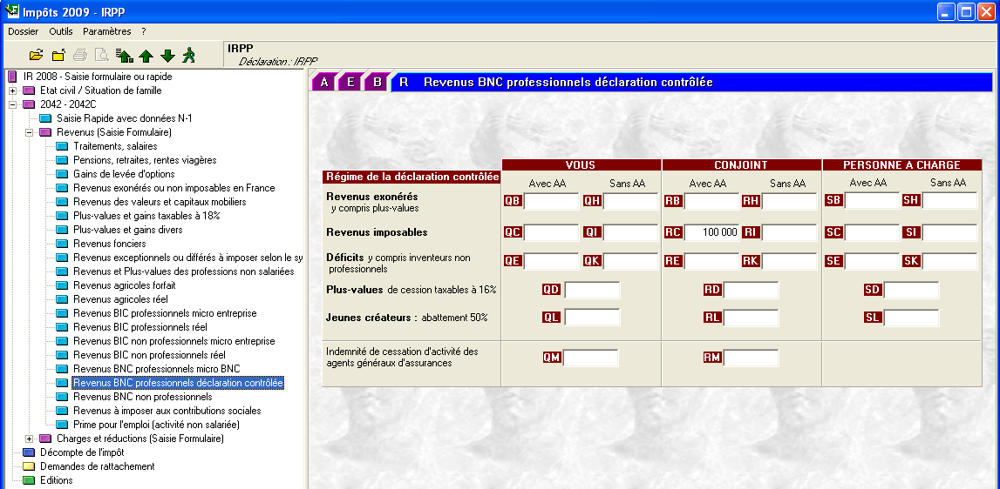 Impôts 2009 - IRPP
Dossier Outils Paramètres ?
IRPP
Déclaration : IRPP
IR 2008 - Saisie formulaire ou rapide
Etat civil / Situation de famille
2042 - 2042C
Saisie Rapide avec données N-1
Revenus (Saisie Formulaire)
Traitements, salaires
Pensions, retraites, rentes viagères
Gains de levée d'options
Revenus exonérés ou non imposables en France
Revenus des valeurs et capitaux mobiliers
Plus-values et gains taxables à 18%
Plus-values et gains divers
Revenus fonciers
Revenus exceptionnels ou différés à imposer selon le sy
Revenus et Plus-values des professions non salariées
Revenus agricoles forfait
Revenus agricoles réel
Revenus BIC professionnels micro entreprise
Revenus BIC professionnels réel
Revenus BIC non professionnels micro entreprise
Revenus BIC non professionnels réel
Revenus BNC professionnels micro BNC
Revenus BNC professionnels déclaration contrôlée
Revenus BNC non professionnels
Revenus à imposer aux contributions sociales
Prime pour l'emploi (activité non salariée)
Charges et réductions (Saisie Formulaire)
Décompte de l'impôt
Demandes de rattachement
Editions
A E B R Revenus BNC professionnels déclaration contrôlée
VOUS CONJOINT PERSONNE A CHARGE
Régime de la déclaration contrôlée
Avec AA Sans AA Avec AA Sans AA Avec AA Sans AA
Revenus exonérés QB QH RB RH SB SH
y compris plus-values
Revenus imposables QC QI RC 100 000 RI SC SI
Déficits y compris inventeurs non QE QK RE RK SE SK
professionnels
Plus-values de cession taxables à 16% QD RD SD
Jeunes créateurs : abattement 50% QL RL SL
Indemnité de cessation d'activité des QM RM
agents généraux d'assurances